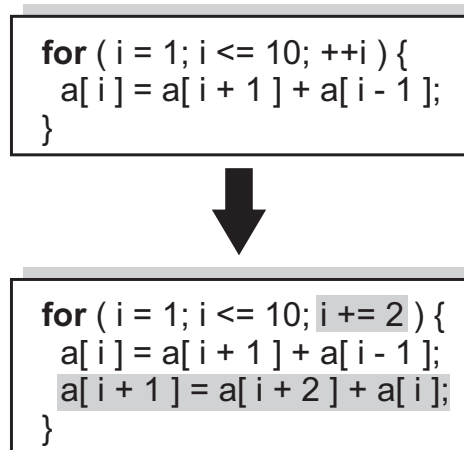 for ( i = 1; i <= 10; ++i ) {
a[ i ] = a[ i + 1 ] + a[ i - 1 ];
}
for ( i = 1; i <= 10; i += 2 ) {
a[ i ] = a[ i + 1 ] + a[ i - 1 ];
a[ i + 1 ] = a[ i + 2 ] + a[ i ];
}